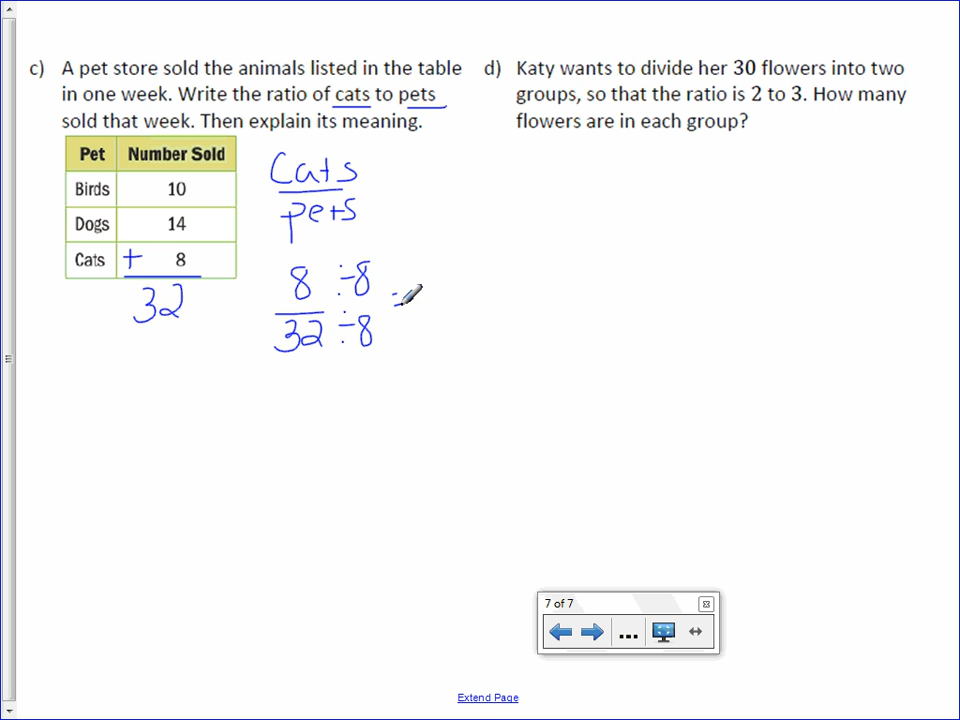 c) A pet store sold the animals listed in the table
in one week. Write the ratio of cats to pets
sold that week. Then explain its meaning.
Pet Number Sold
Birds 10
Dogs 14
Cats + 8
32
Cats
pets
8 ÷8 =
32 ÷8
d) Katy wants to divide her 30 flowers into two
groups, so that the ratio is 2 to 3. How many
flowers are in each group?
7 of 7
...
Extend Page